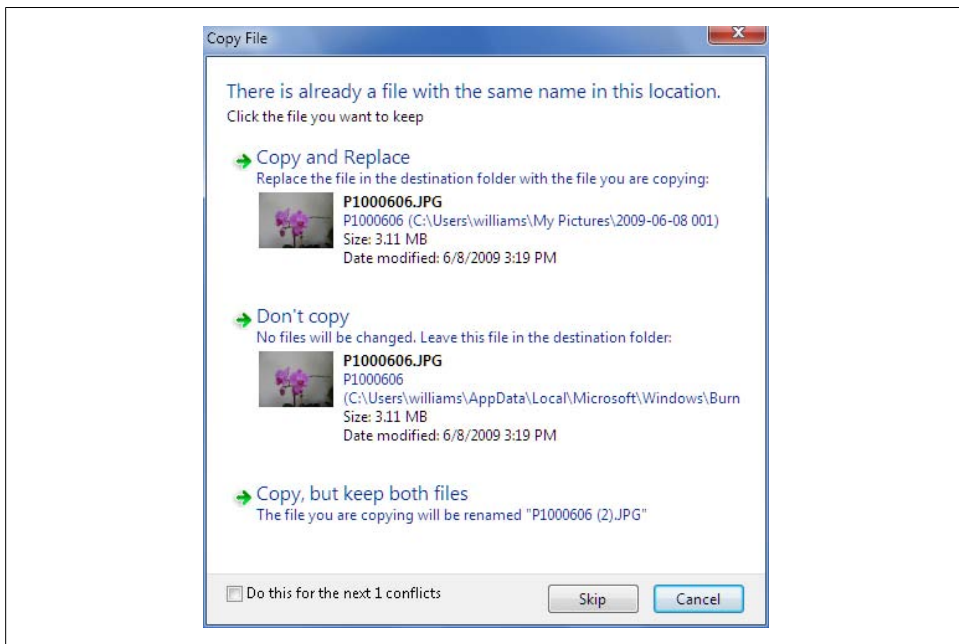 Copy File
There is already a file with the same name in this location.
Click the file you want to keep
Copy and Replace
Replace the file in the destination folder with the file you are copying:
P1000606.JPG
P1000606 (C:\Users\williams\My Pictures\2009-06-08 001)
Size: 3.11 MB
Date modified: 6/8/2009 3:19 PM
Don't copy
No files will be changed. Leave this file in the destination folder:
P1000606.JPG
P1000606
(C:\Users\williams\AppData\Local\Microsoft\Windows\Burn
Size: 3.11 MB
Date modified: 6/8/2009 3:19 PM
Copy, but keep both files
The file you are copying will be renamed "P1000606 (2).JPG"
Do this for the next 1 conflicts
Skip
Cancel